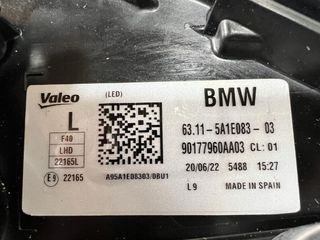 Valeo (LED) BMW
L
F40
LHD
22165L
E9 22165
A95A1E08303/0BU1
63.11-5A1E083-03
90177960AA03 CL: 01
20/06/22 5488 15:27
L9 MADE IN SPAIN